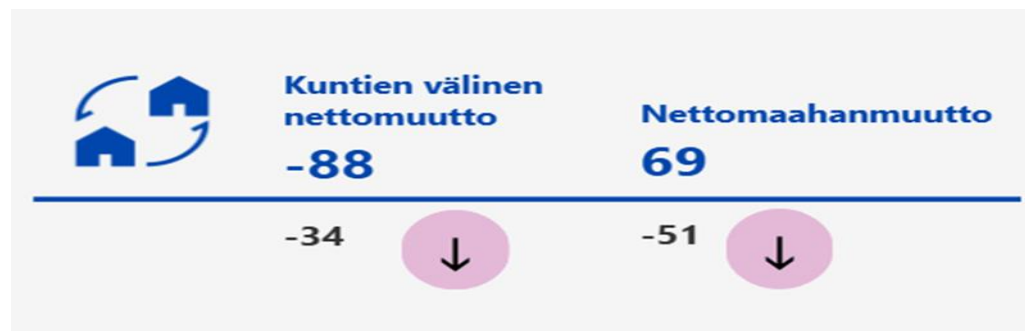 Kuntien välinen
nettomuutto
-88
Nettomaahanmuutto
69
-34 ↓
-51 ↓